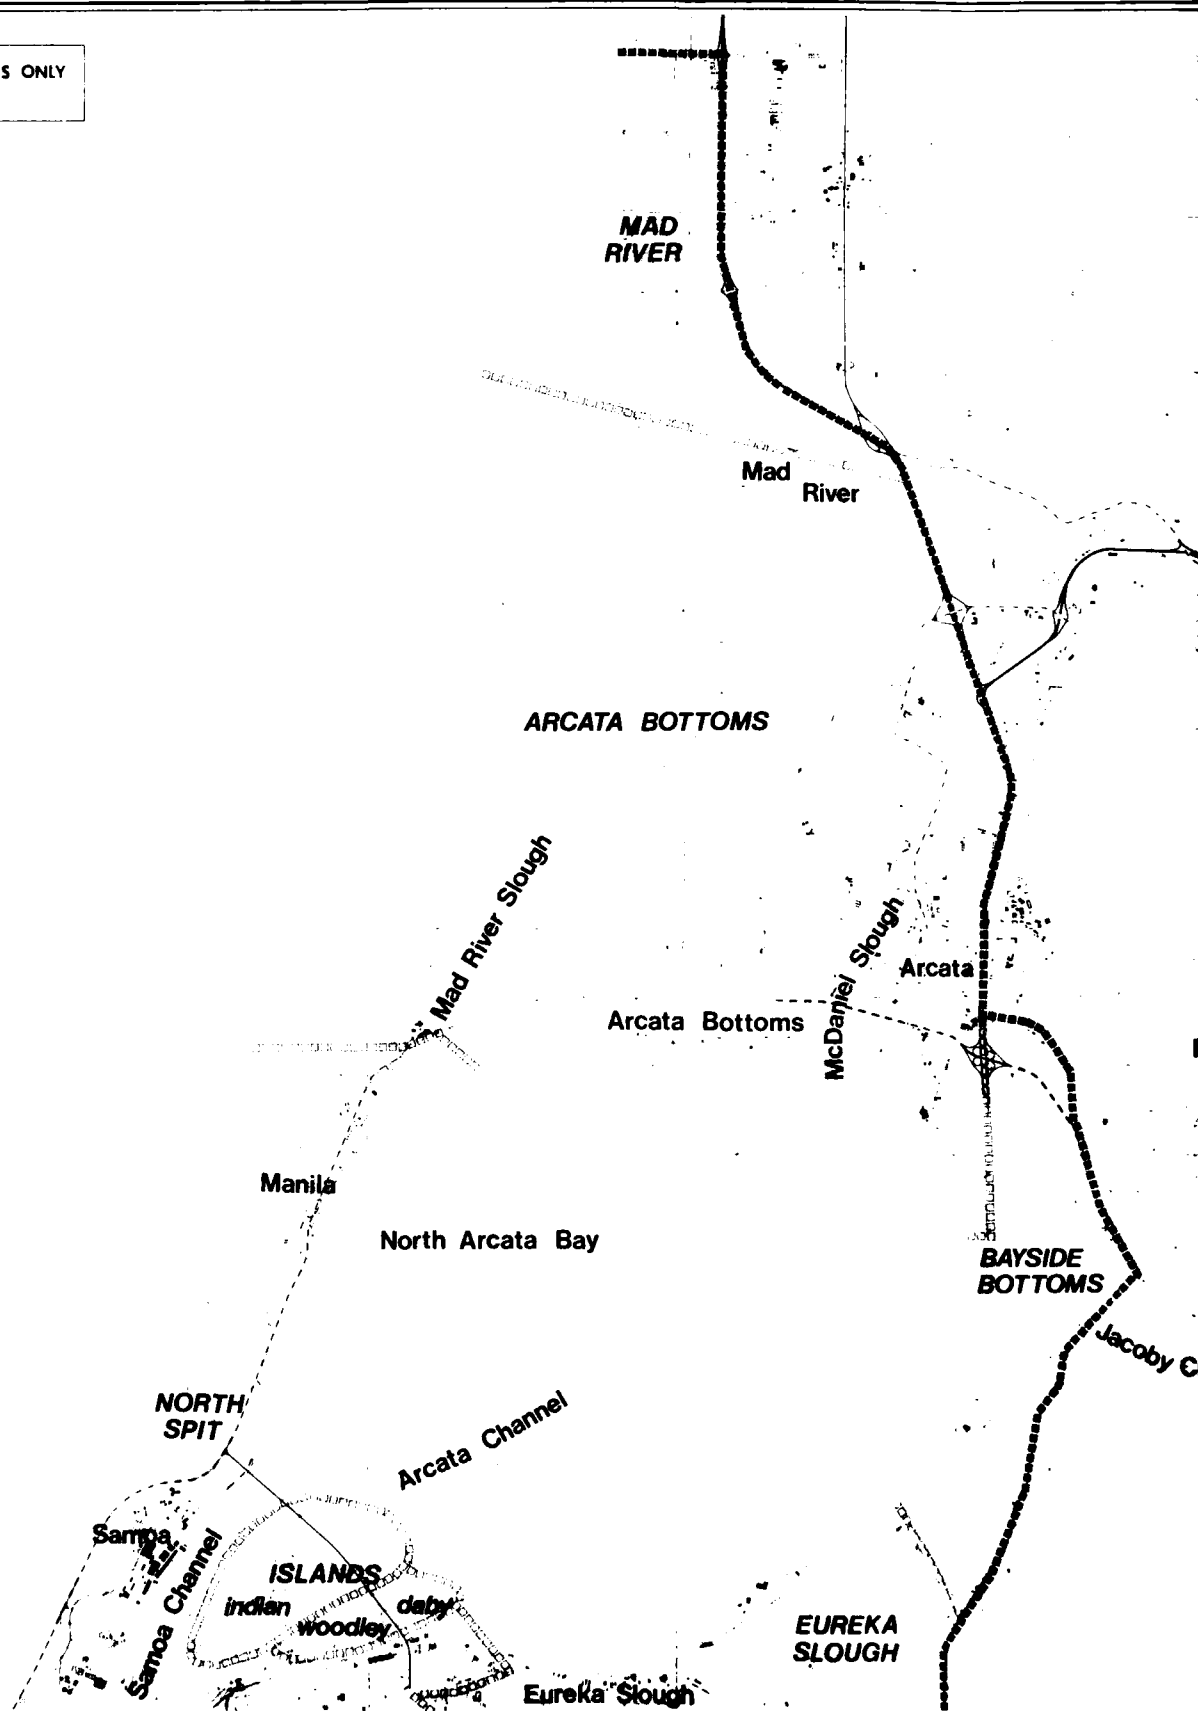 S ONLY
MAD
RIVER
Mad
River
ARCATA BOTTOMS
Mad River Slough
McDaniel Slough
Arcata
Arcata Bottoms
Manila
North Arcata Bay
BAYSIDE
BOTTOMS
Jacoby C
NORTH
SPIT
Arcata Channel
Samoa
Samoa Channel
ISLANDS
indian
woodley
daby
EUREKA
SLOUGH
Eureka Slough